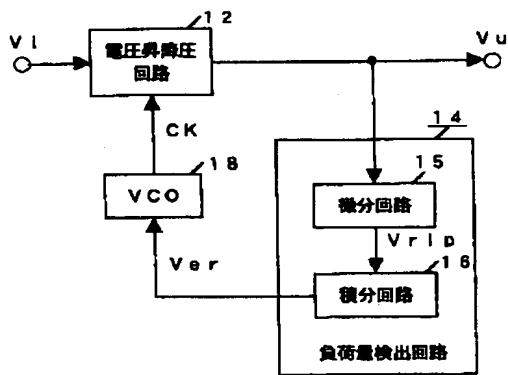 12
Vi
Vu
電圧昇降圧
回路
14
CK
15
18
VCO
微分回路
Vrip
16
Ver
積分回路
負荷量検出回路